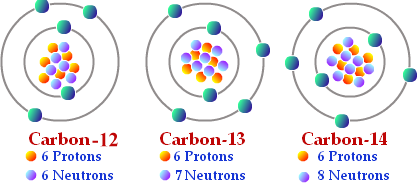 Carbon-12
6 Protons
6 Neutrons
Carbon-13
6 Protons
7 Neutrons
Carbon-14
6 Protons
8 Neutrons